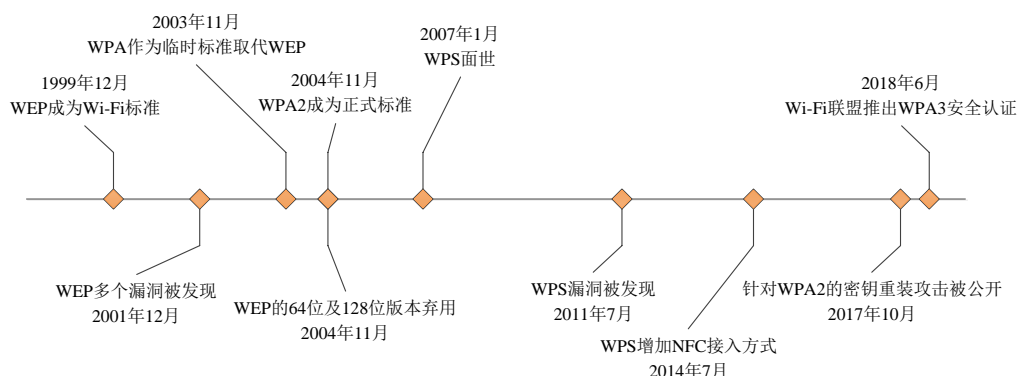 2003年11月
WPA作为临时标准取代WEP
2007年1月
WPS面世
1999年12月
WEP成为Wi-Fi标准
2004年11月
WPA2成为正式标准
2018年6月
Wi-Fi联盟推出WPA3安全认证
WEP多个漏洞被发现
2001年12月
WEP的64位及128位版本弃用
2004年11月
WPS漏洞被发现
2011年7月
针对WPA2的密钥重装攻击被公开
2017年10月
WPS增加NFC接入方式
2014年7月